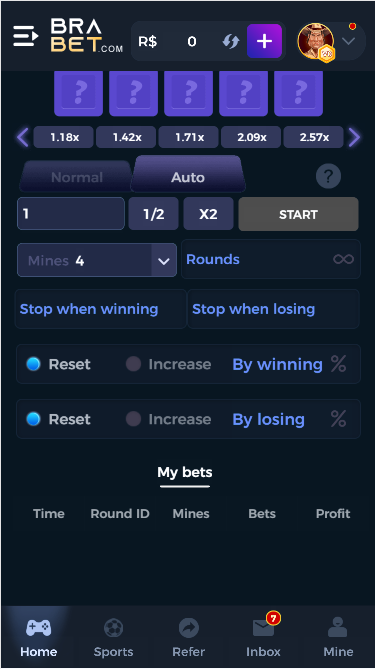 BRA
BET.COM
R$ 0 +
? ? ? ? ?
1.18x 1.42x 1.71x 2.09x 2.57x
Normal Auto ?
1 1/2 X2 START
Mines 4 Rounds ∞
Stop when winning Stop when losing
Reset Increase By winning %
Reset Increase By losing %
My bets
Time Round ID Mines Bets Profit
7
Home Sports Refer Inbox Mine